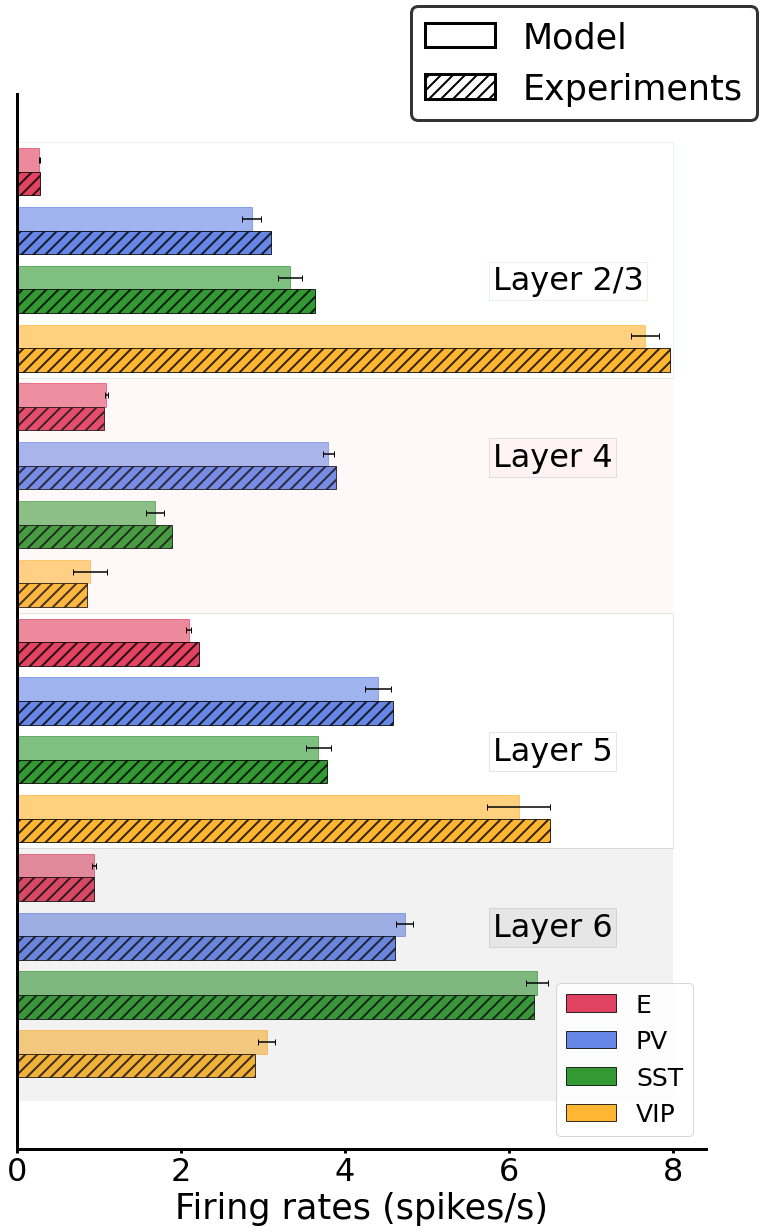 Model
Experiments
Layer 2/3
Layer 4
Layer 5
Layer 6
E
PV
SST
VIP
0 2 4 6 8
Firing rates (spikes/s)